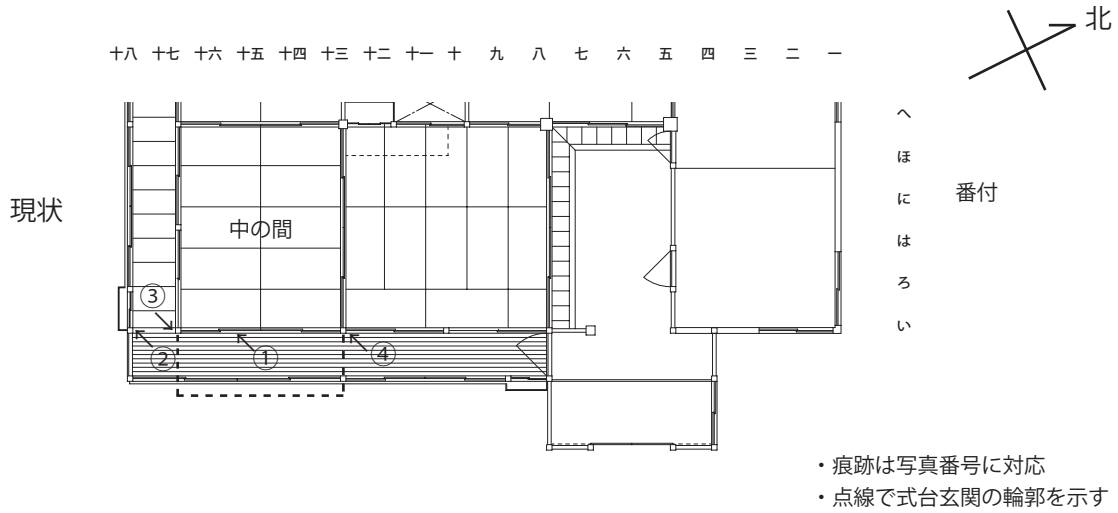 北
十八 十七 十六 十五 十四 十三 十二 十一 十 九 八 七 六 五 四 三 二 一
へ
ほ
に
は
ろ
い
番付
現状
中の間
③
②
①
④
・痕跡は写真番号に対応
・点線で式台玄関の輪郭を示す